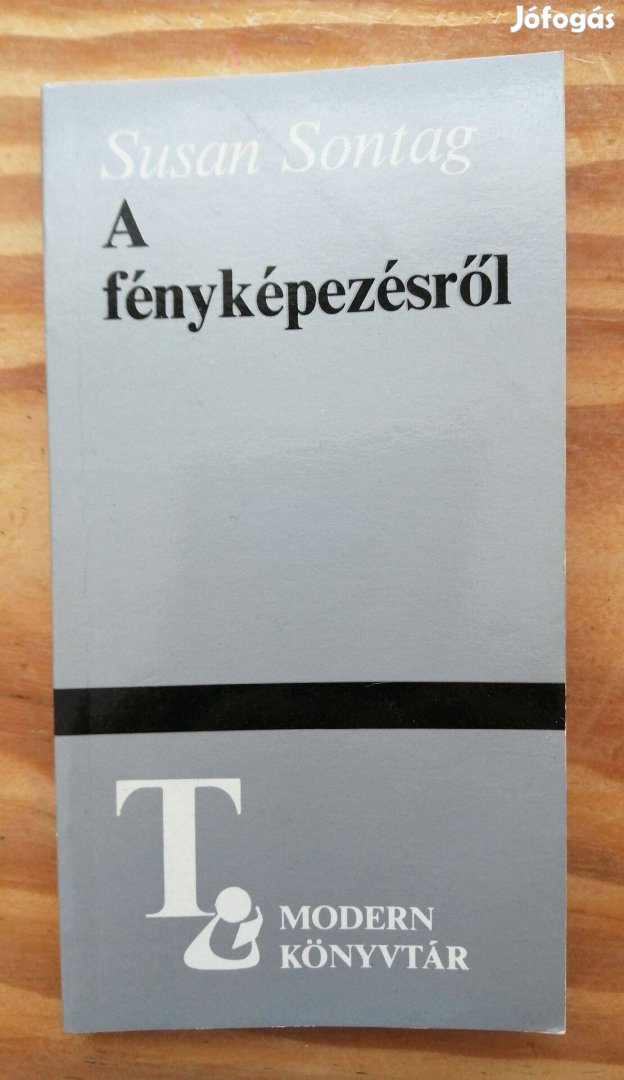 Jófogás
Susan Sontag
A
fényképezésről
T
MODERN
KÖNYVTÁR